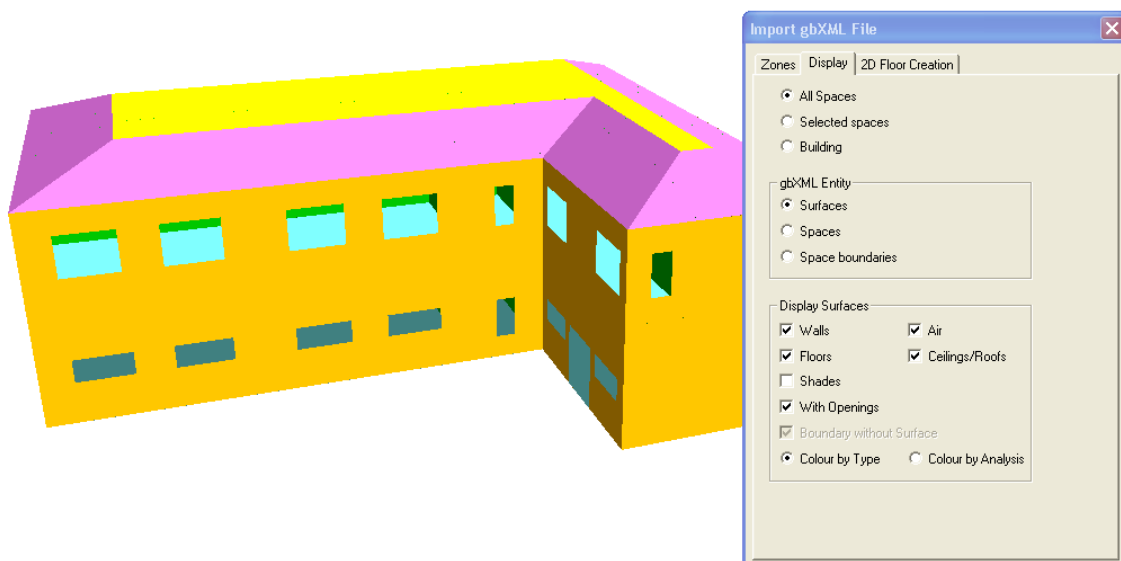 Import gbXML File
Zones Display 2D Floor Creation
All Spaces
Selected spaces
Building
gbXML Entity
Surfaces
Spaces
Space boundaries
Display Surfaces
Walls Air
Floors Ceilings/Roofs
Shades
With Openings
Boundary without Surface
Colour by Type Colour by Analysis